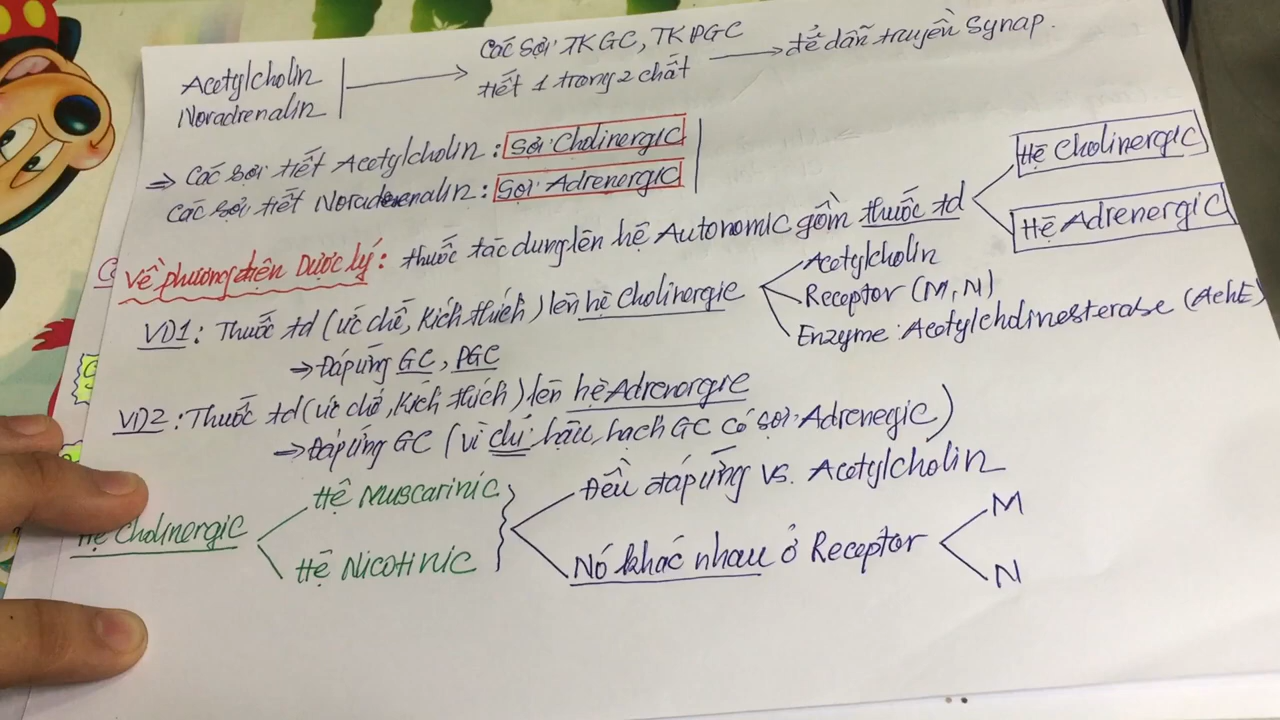 Acetylcholin
Noradrenalin
Các sợi TKGC, TKPGC
tiết 1 trong 2 chất
để dẫn truyền Synap.
=> Các sợi tiết Acetylcholin: Sợi Cholinergic
Các sợi tiết Noradrenalin: Sợi Adrenergic
Về phương diện Dược lý: thuốc tác dụng lên hệ Autonomic gồm thuốc td
Hệ Cholinergic
Hệ Adrenergic
VD1: Thuốc td (ức chế, Kích thích) lên hệ Cholinergic
Acetylcholin
Receptor (M, N)
Enzyme Acetylcholinesterase (AchE)
=> Đáp ứng GC, PGC
VD2: Thuốc td (ức chế, Kích thích) lên hệ Adrenergic
=> Đáp ứng GC (vì chỉ hậu hạch GC có sợi Adrenegic)
Hệ Cholinergic
Hệ Muscarinic
Hệ Nicotinic
Đều đáp ứng vs. Acetylcholin
Nó khác nhau ở Receptor
M
N